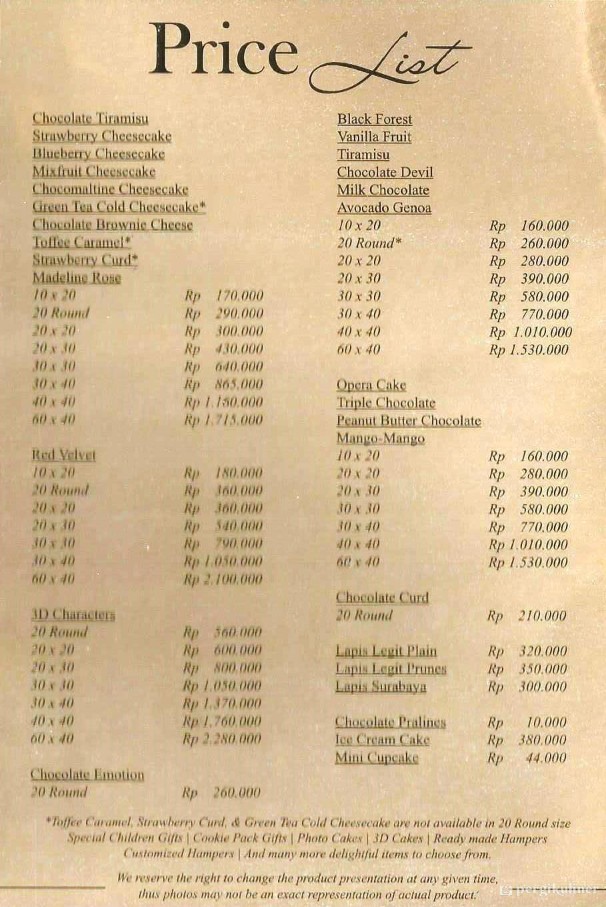 Price List
Chocolate Tiramisu
Strawberry Cheesecake
Blueberry Cheesecake
Mixfruit Cheesecake
Chocomaltine Cheesecake
Green Tea Cold Cheesecake*
Chocolate Brownie Cheese
Toffee Caramel*
Strawberry Curd*
Madeline Rose
10 x 20 Rp 170.000
20 Round Rp 290.000
20 x 20 Rp 300.000
20 x 30 Rp 430.000
30 x 30 Rp 640.000
30 x 40 Rp 865.000
40 x 40 Rp 1.150.000
60 x 40 Rp 1.715.000
Red Velvet
10 x 20 Rp 180.000
20 Round Rp 360.000
20 x 20 Rp 360.000
20 x 30 Rp 540.000
30 x 30 Rp 790.000
30 x 40 Rp 1.050.000
60 x 40 Rp 2.100.000
3D Characters
20 Round Rp 560.000
20 x 20 Rp 600.000
20 x 30 Rp 800.000
30 x 30 Rp 1.050.000
30 x 40 Rp 1.370.000
40 x 40 Rp 1.760.000
60 x 40 Rp 2.280.000
Chocolate Emotion
20 Round Rp 260.000
Black Forest
Vanilla Fruit
Tiramisu
Chocolate Devil
Milk Chocolate
Avocado Genoa
10 x 20 Rp 160.000
20 Round* Rp 260.000
20 x 20 Rp 280.000
20 x 30 Rp 390.000
30 x 30 Rp 580.000
30 x 40 Rp 770.000
40 x 40 Rp 1.010.000
60 x 40 Rp 1.530.000
Opera Cake
Triple Chocolate
Peanut Butter Chocolate
Mango-Mango
10 x 20 Rp 160.000
20 x 20 Rp 280.000
20 x 30 Rp 390.000
30 x 30 Rp 580.000
30 x 40 Rp 770.000
40 x 40 Rp 1.010.000
60 x 40 Rp 1.530.000
Chocolate Curd
20 Round Rp 210.000
Lapis Legit Plain Rp 320.000
Lapis Legit Prunes Rp 350.000
Lapis Surabaya Rp 300.000
Chocolate Pralines Rp 10.000
Ice Cream Cake Rp 380.000
Mini Cupcake Rp 44.000
*Toffee Caramel, Strawberry Curd, & Green Tea Cold Cheesecake are not available in 20 Round size
Special Children Gifts | Cookie Pack Gifts | Photo Cakes | 3D Cakes | Ready made Hampers
Customized Hampers | And many more delightful items to choose from.
We reserve the right to change the product presentation at any given time,
thus photos may not be an exact representation of actual product.
pergikuliner